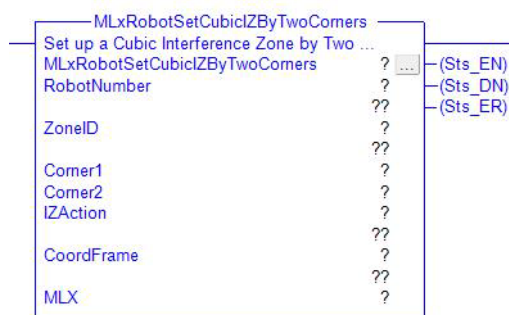 MLxRobotSetCubicIZByTwoCorners
Set up a Cubic Interference Zone by Two ...
MLxRobotSetCubicIZByTwoCorners ? ... (Sts_EN)
RobotNumber ? (Sts_DN)
?? (Sts_ER)
ZoneID ?
??
Corner1 ?
Corner2 ?
IZAction ?
??
CoordFrame ?
??
MLX ?